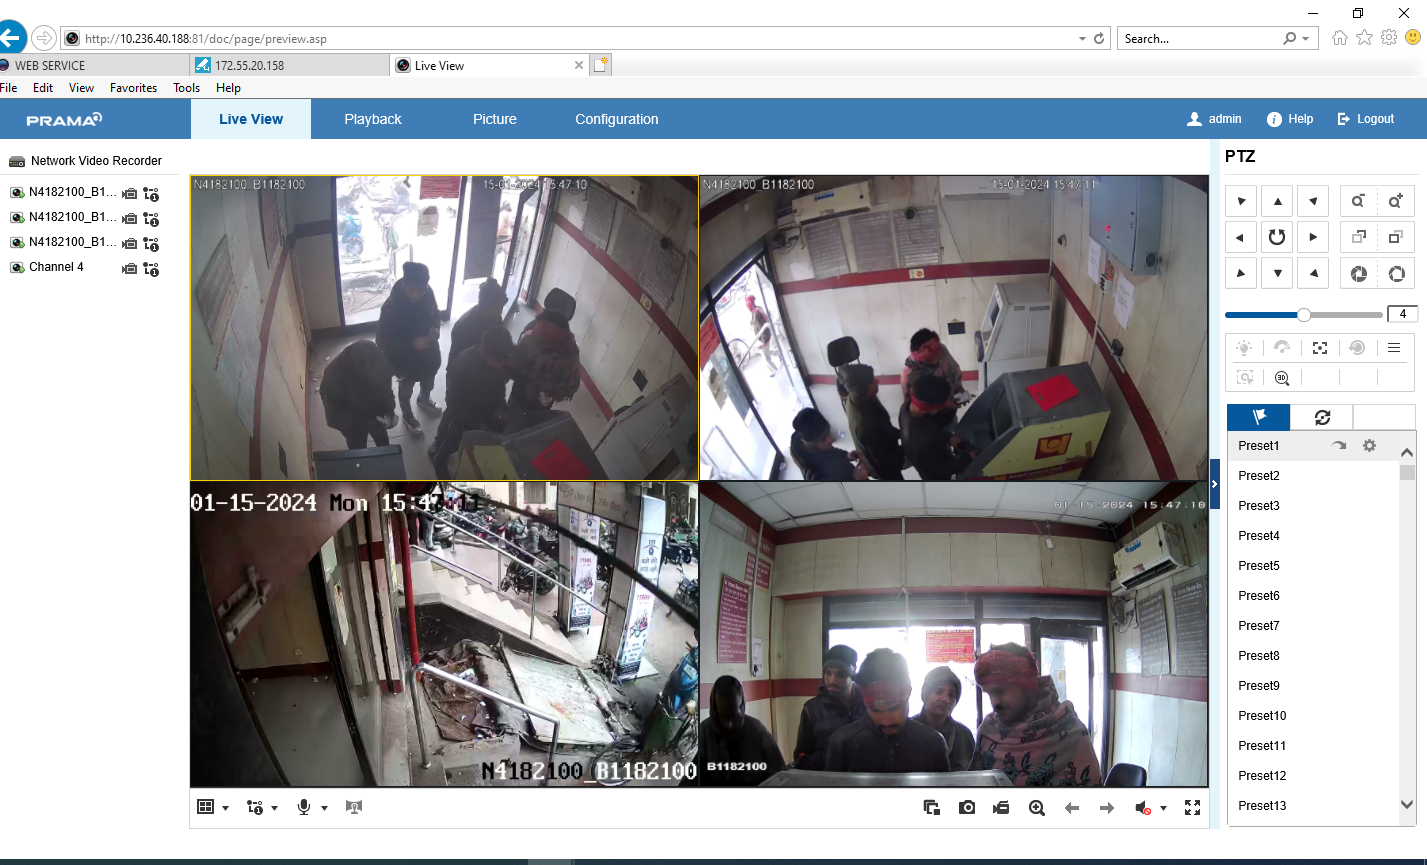 http://10.236.40.188:81/doc/page/preview.asp
Search...
WEB SERVICE
172.55.20.158
Live View
File Edit View Favorites Tools Help
PRAMA
Live View Playback Picture Configuration
admin Help Logout
Network Video Recorder
N4182100_B1...
N4182100_B1...
N4182100_B1...
Channel 4
N4182100_B1182100
15-01-2024 15:47:10
N4182100_B1182100
15-01-2024 15:47:11
01-15-2024 Mon 15:47:11
N4182100_B1182100
01-15-2024 15:47:10
B1182100
PTZ
4
3D
Preset1
Preset2
Preset3
Preset4
Preset5
Preset6
Preset7
Preset8
Preset9
Preset10
Preset11
Preset12
Preset13